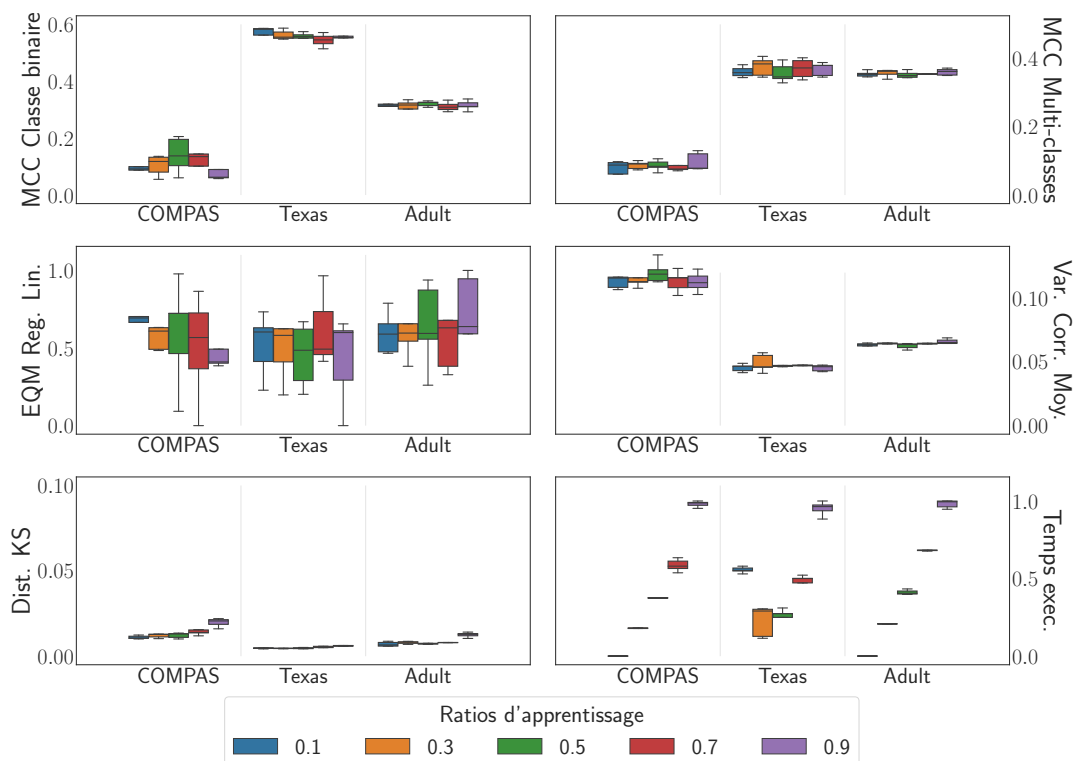 MCC Classe binaire
0.6
0.4
0.2
0.0
COMPAS Texas Adult
MCC Multi-classes
0.4
0.2
0.0
COMPAS Texas Adult
EQM Reg. Lin.
1.0
0.5
0.0
COMPAS Texas Adult
Var. Corr. Moy.
0.10
0.05
0.00
COMPAS Texas Adult
Dist. KS
0.10
0.05
0.00
COMPAS Texas Adult
Temps exec.
1.0
0.5
0.0
COMPAS Texas Adult
Ratios d'apprentissage
0.1 0.3 0.5 0.7 0.9